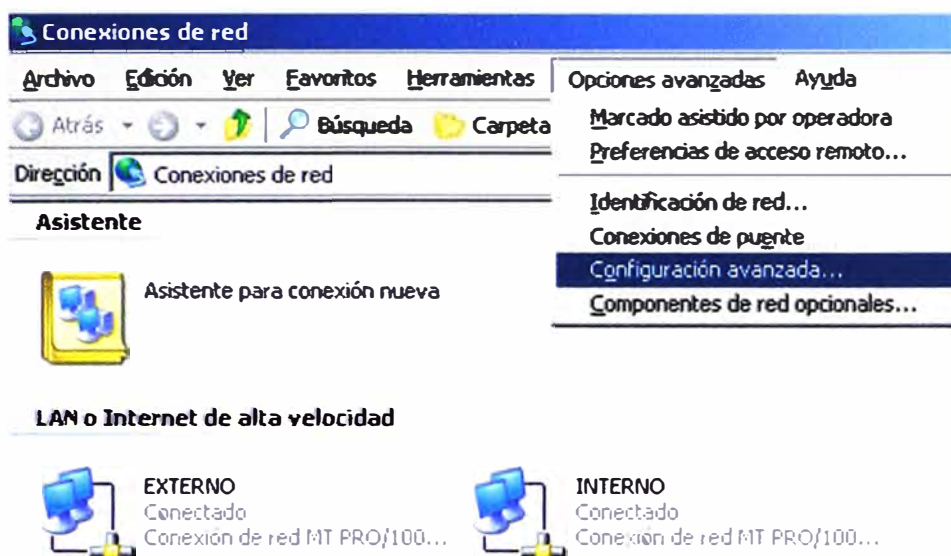 Conexiones de red
Archivo Edición Ver Favoritos Herramientas Opciones avanzadas Ayuda
Atrás Búsqueda Carpeta
Dirección Conexiones de red
Marcado asistido por operadora
Preferencias de acceso remoto...
Identificación de red...
Conexiones de puente
Configuración avanzada...
Componentes de red opcionales...
Asistente
Asistente para conexión nueva
LAN o Internet de alta velocidad
EXTERNO
Conectado
Conexión de red MT PRO/100...
INTERNO
Conectado
Conexión de red MT PRO/100...